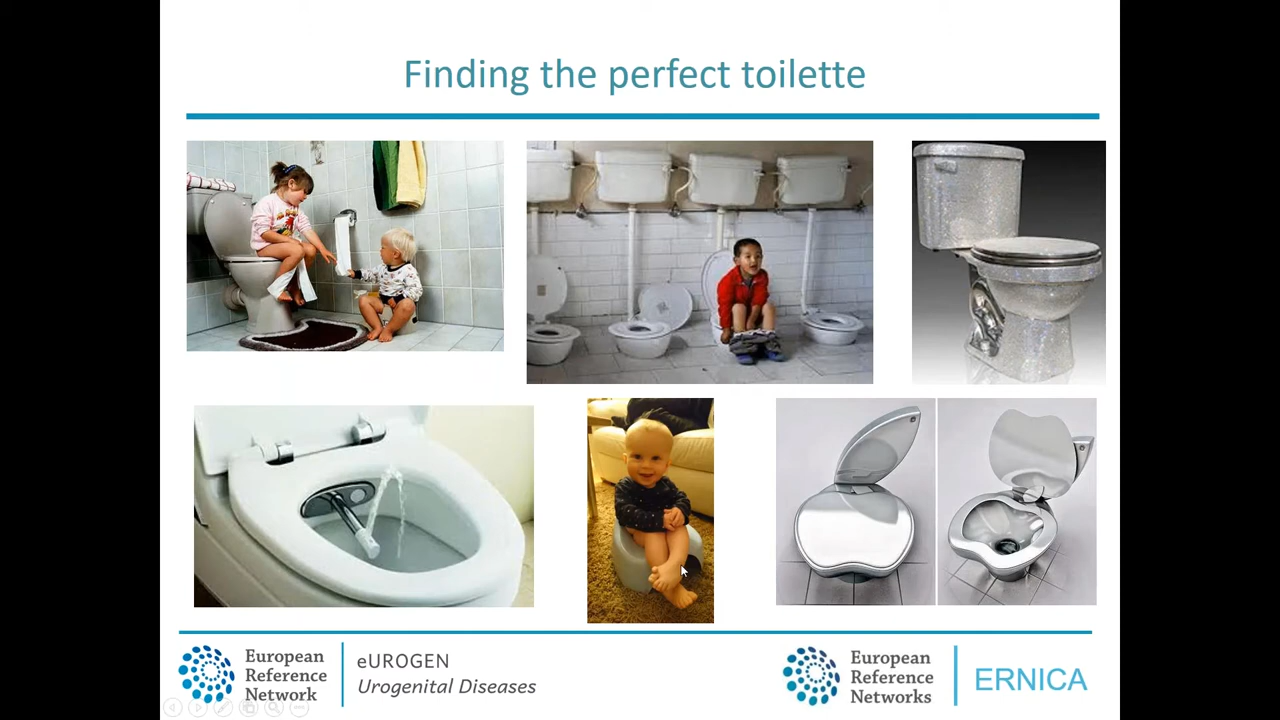 Finding the perfect toilette
European
Reference
Network
eUROGEN
Urogenital Diseases
European
Reference
Networks
ERNICA